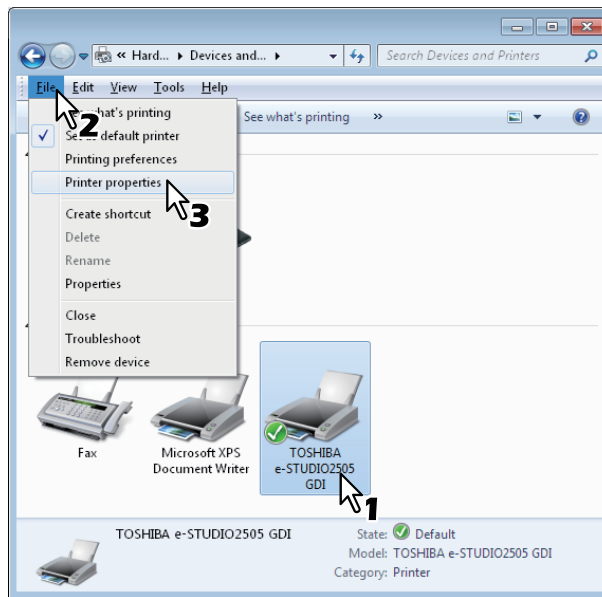 « Hard... ▸ Devices and... ▸
Search Devices and Printers
File Edit View Tools Help
2
what's printing
See what's printing »
as default printer
Printing preferences
Printer properties
3
Create shortcut
Delete
Rename
Properties
Close
Troubleshoot
Remove device
Fax
Microsoft XPS
Document Writer
TOSHIBA
e-STUDIO2505
GDI
1
TOSHIBA e-STUDIO2505 GDI
State: Default
Model: TOSHIBA e-STUDIO2505 GDI
Category: Printer